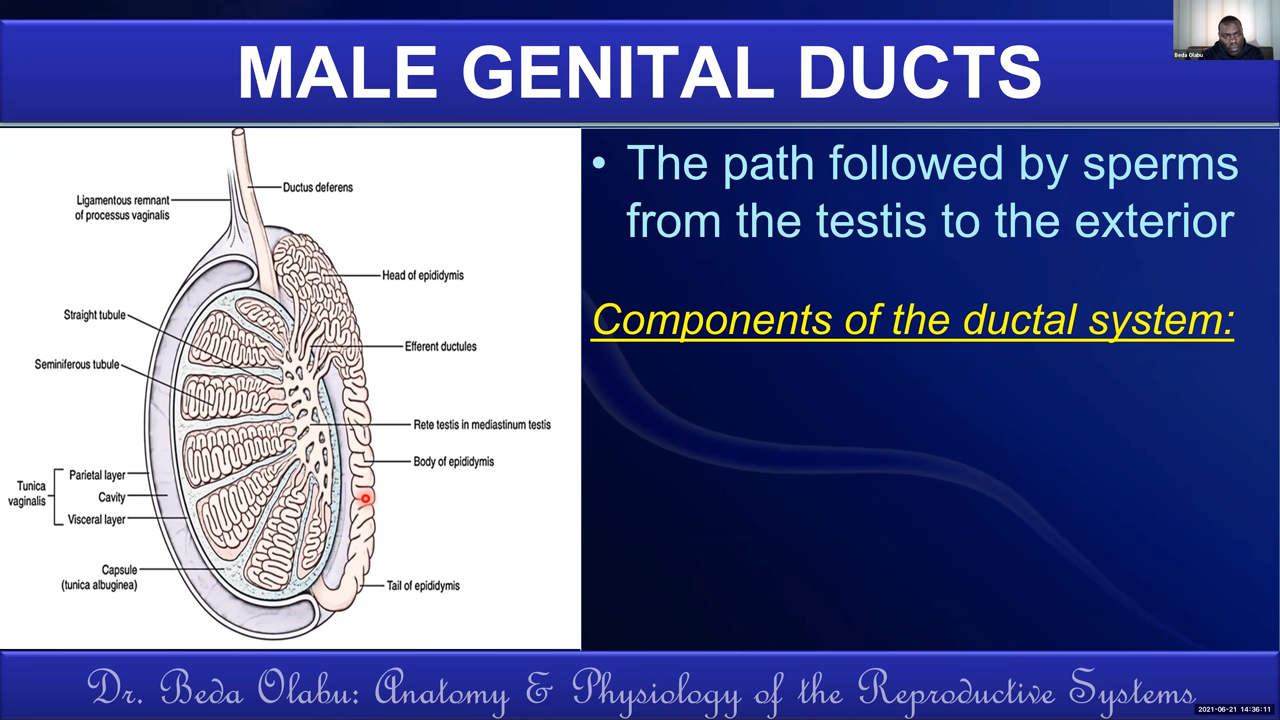 MALE GENITAL DUCTS
Beda Olabu
Ductus deferens
Ligamentous remnant
of processus vaginalis
Head of epididymis
Straight tubule
Efferent ductules
Seminiferous tubule
Rete testis in mediastinum testis
Body of epididymis
Tunica
vaginalis
Parietal layer
Cavity
Visceral layer
Capsule
(tunica albuginea)
Tail of epididymis
• The path followed by sperms
from the testis to the exterior
Components of the ductal system:
Dr. Beda Olabu: Anatomy & Physiology of the Reproductive Systems
2021-06-21 14:36:11